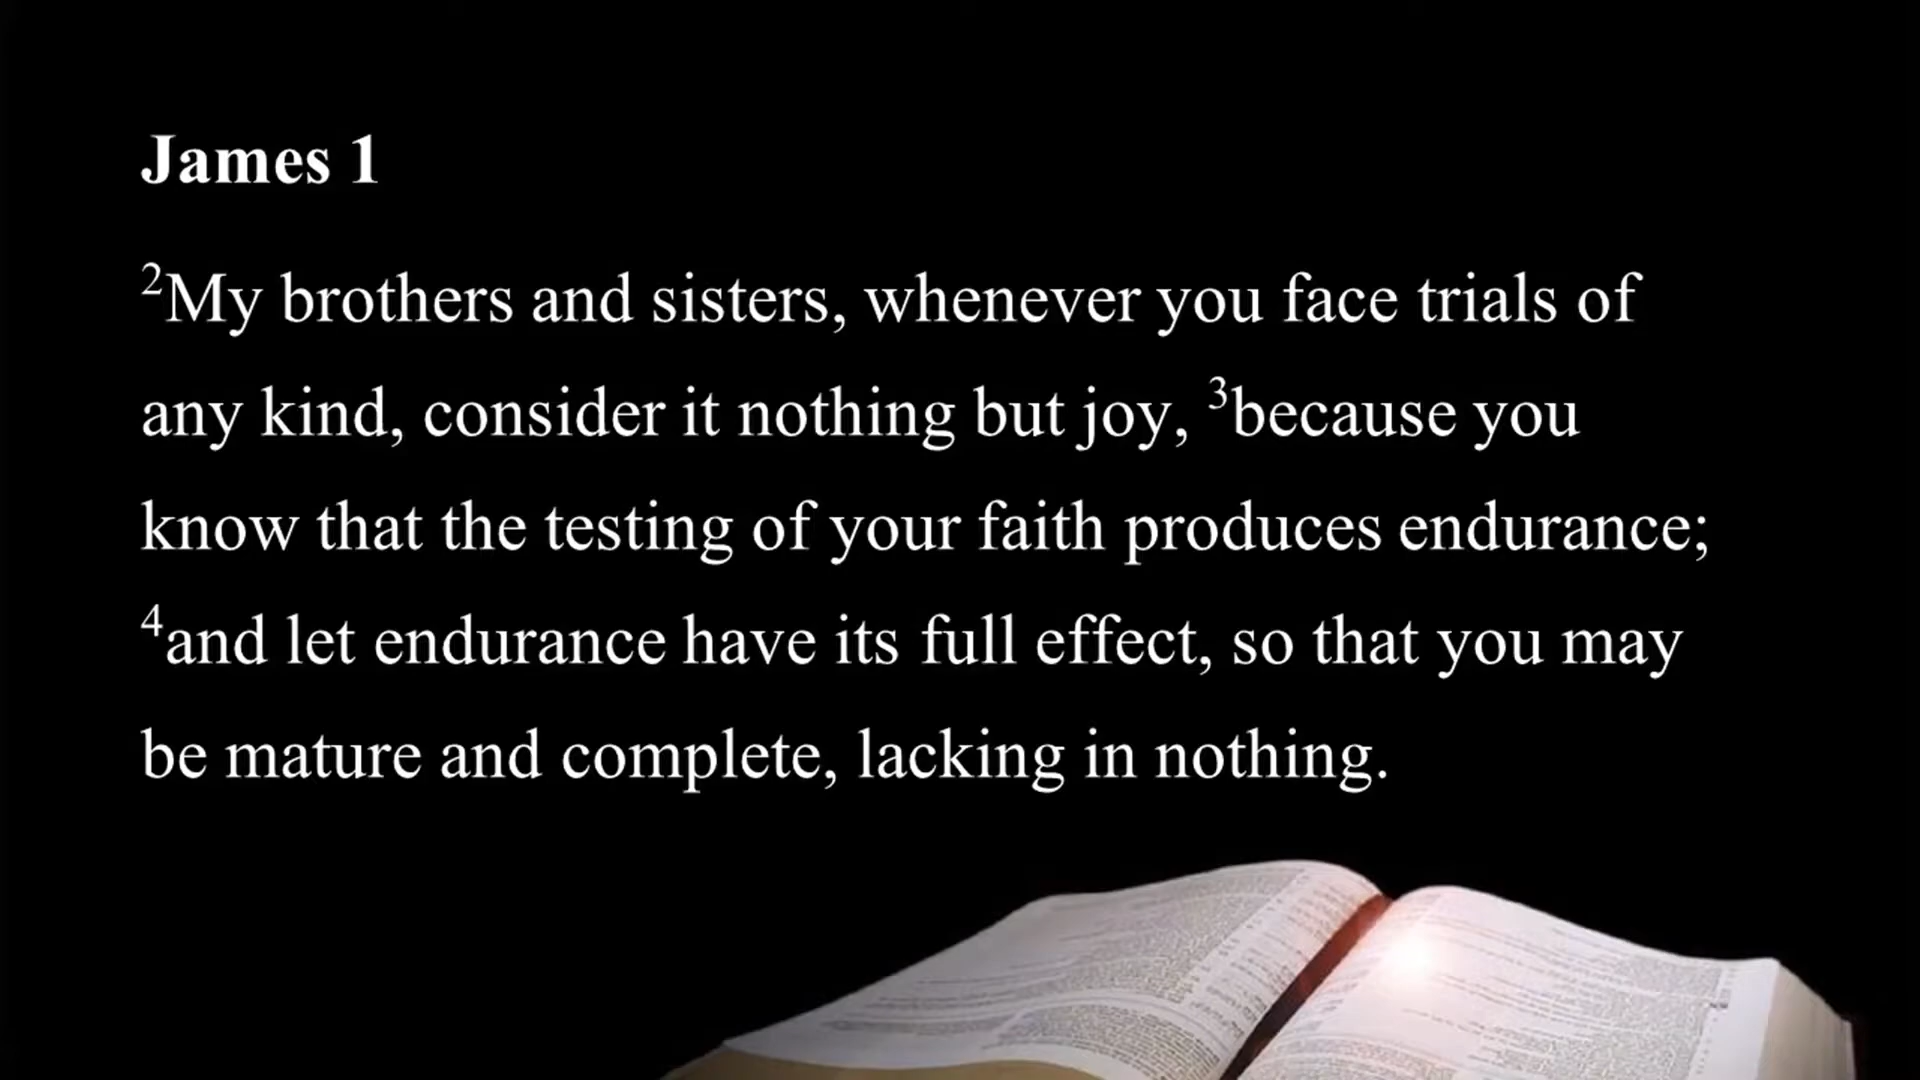 James 1
²My brothers and sisters, whenever you face trials of
any kind, consider it nothing but joy, ³because you
know that the testing of your faith produces endurance;
⁴and let endurance have its full effect, so that you may
be mature and complete, lacking in nothing.